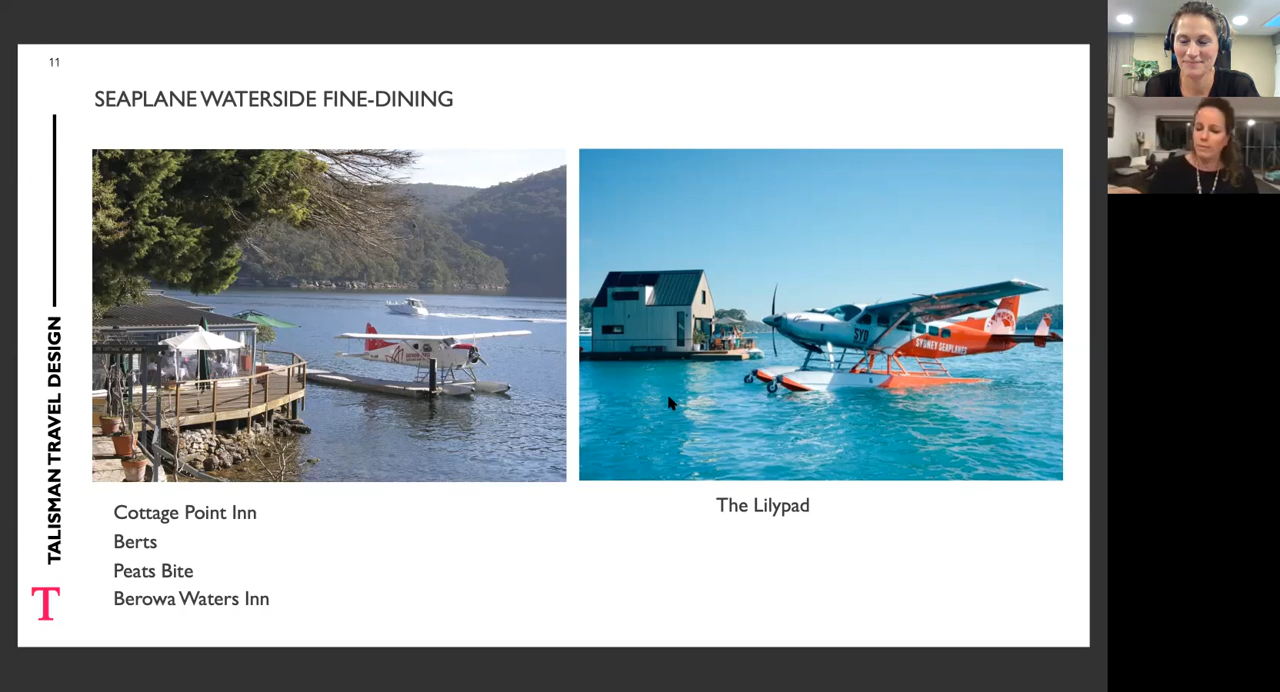 11
SEAPLANE WATERSIDE FINE-DINING
TALISMAN TRAVEL DESIGN
T
SYD
SYDNEY SEAPLANES
Cottage Point Inn
Berts
Peats Bite
Berowa Waters Inn
The Lilypad